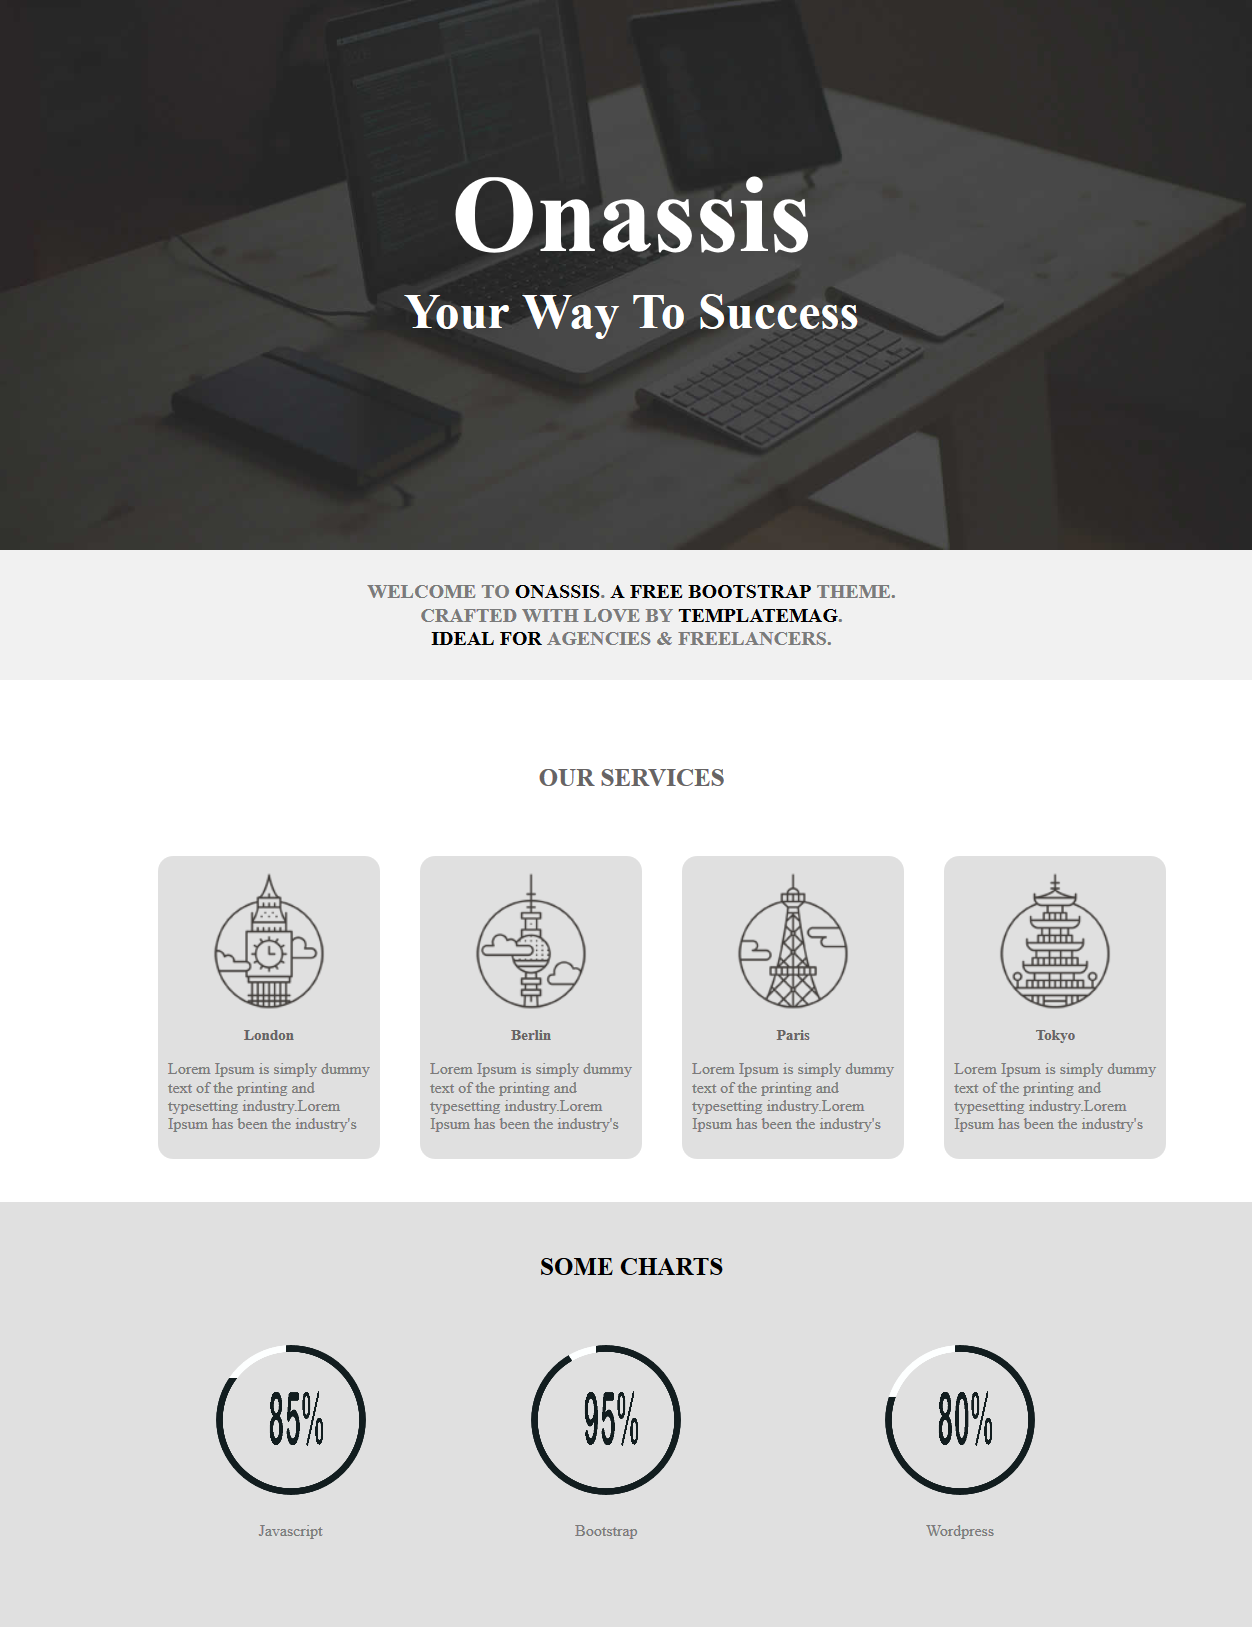 Onassis
Your Way To Success
WELCOME TO ONASSIS. A FREE BOOTSTRAP THEME.
CRAFTED WITH LOVE BY TEMPLATEMAG.
IDEAL FOR AGENCIES & FREELANCERS.
OUR SERVICES
London
Lorem Ipsum is simply dummy
text of the printing and
typesetting industry.Lorem
Ipsum has been the industry's
Berlin
Lorem Ipsum is simply dummy
text of the printing and
typesetting industry.Lorem
Ipsum has been the industry's
Paris
Lorem Ipsum is simply dummy
text of the printing and
typesetting industry.Lorem
Ipsum has been the industry's
Tokyo
Lorem Ipsum is simply dummy
text of the printing and
typesetting industry.Lorem
Ipsum has been the industry's
SOME CHARTS
85%
Javascript
95%
Bootstrap
80%
Wordpress